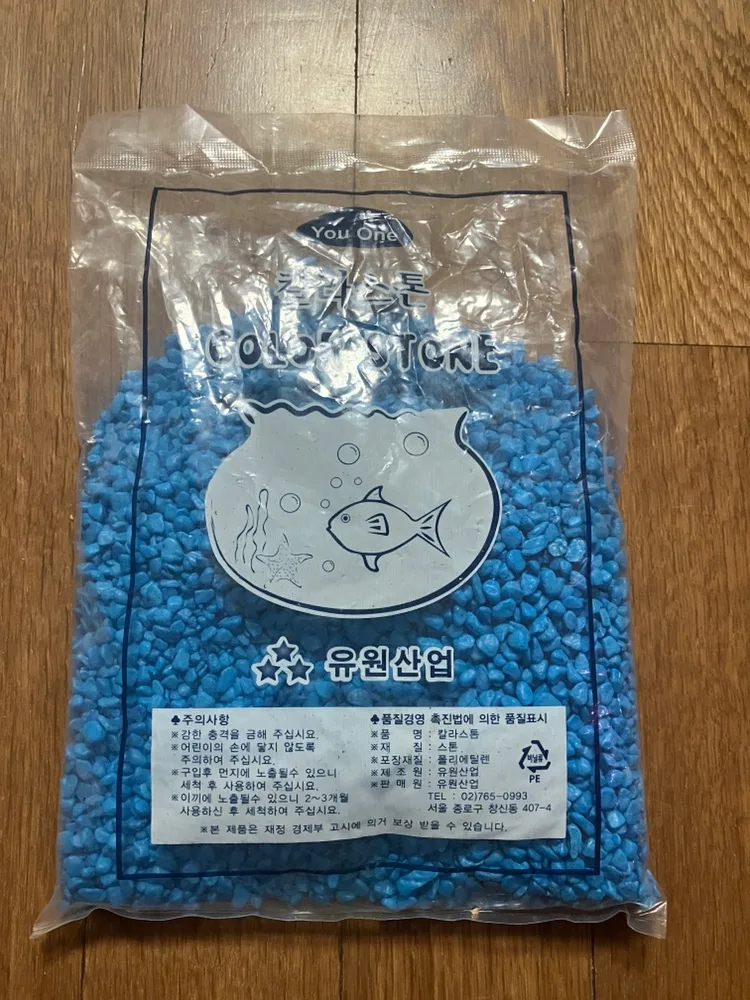 You One
칼라스톤
COLOR STONE
유원산업
♣주의사항
※강한 충격을 금해 주십시요.
※어린이의 손에 닿지 않도록
주의하여 주십시요.
※구입후 먼지에 노출될수 있으니
세척 후 사용하여 주십시요.
※이끼에 노출될수 있으니 2~3개월
사용하신 후 세척하여 주십시요.
♣품질경영 촉진법에 의한 품질표시
※품 명 : 칼라스톤
※재 질 : 스톤
※포장재질 : 폴리에틸렌
※제 조 원 : 유원산업
※판 매 원 : 유원산업
TEL : 02)765-0993
서울 종로구 창신동 407-4
비닐류
PE
※본 제품은 재정 경제부 고시에 의거 보상 받을 수 있습니다.